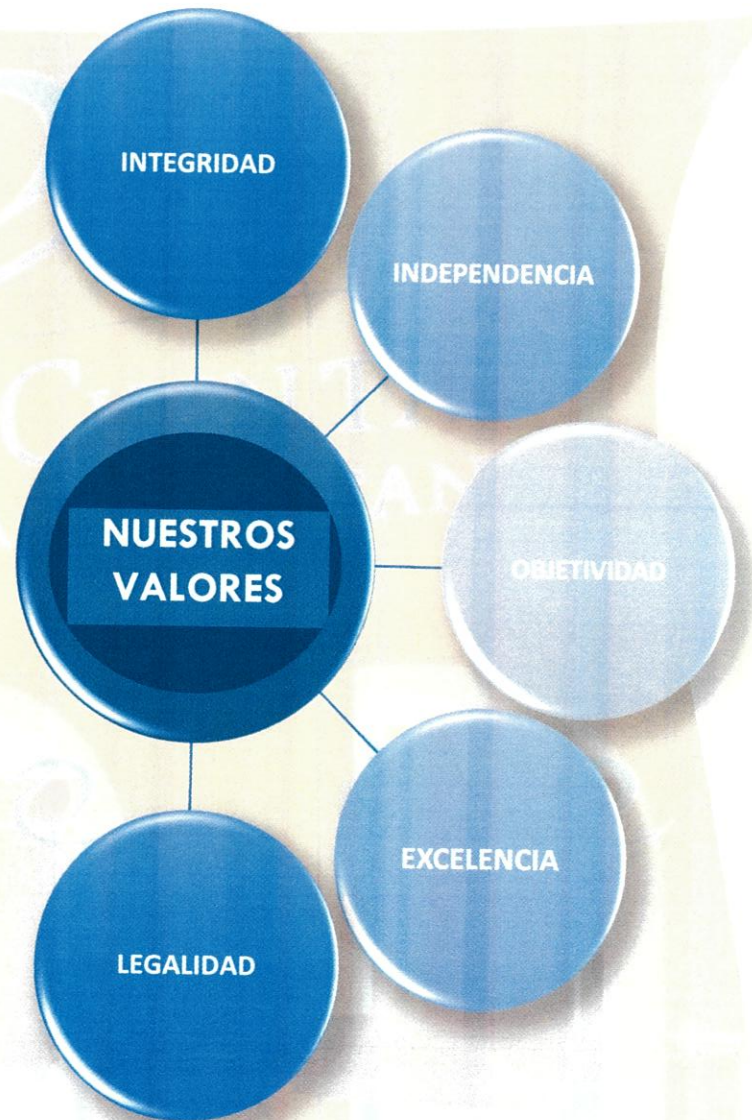 INTEGRIDAD
INDEPENDENCIA
NUESTROS
VALORES
OBJETIVIDAD
EXCELENCIA
LEGALIDAD